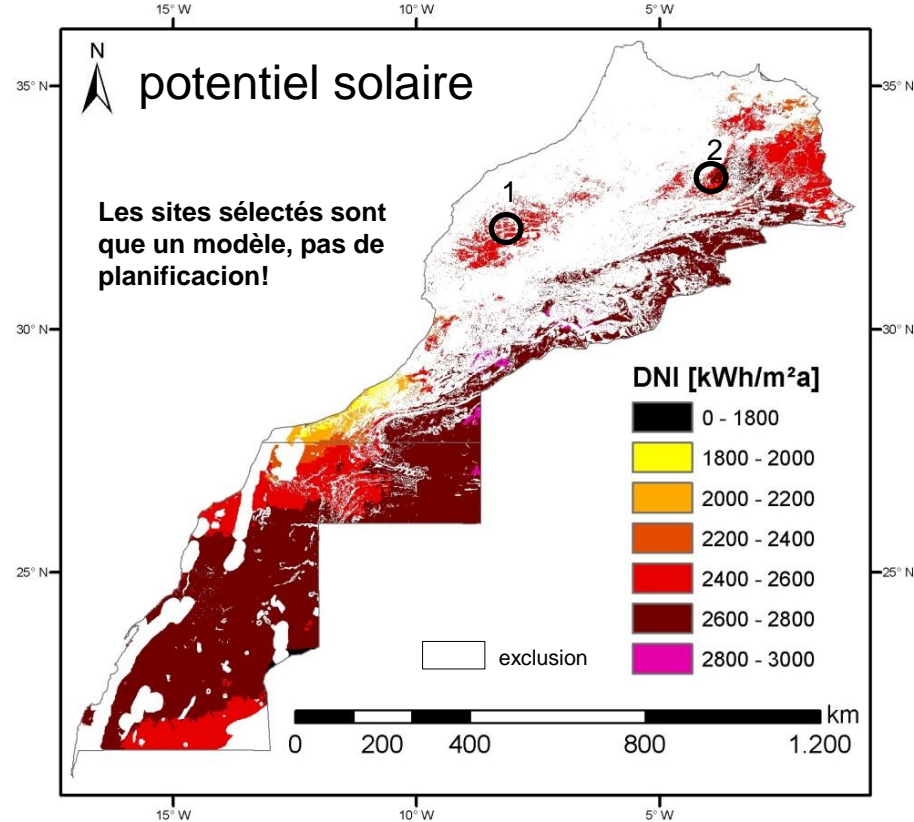 15° W 10° W 5° W
N
potentiel solaire
35° N 35° N
2
1
Les sites sélectés sont
que un modèle, pas de
planificacion!
30° N 30° N
DNI [kWh/m²a]
0 - 1800
1800 - 2000
2000 - 2200
2200 - 2400
25° N 25° N
2400 - 2600
2600 - 2800
exclusion
2800 - 3000
km
0 200 400 800 1.200
15° W 10° W 5° W